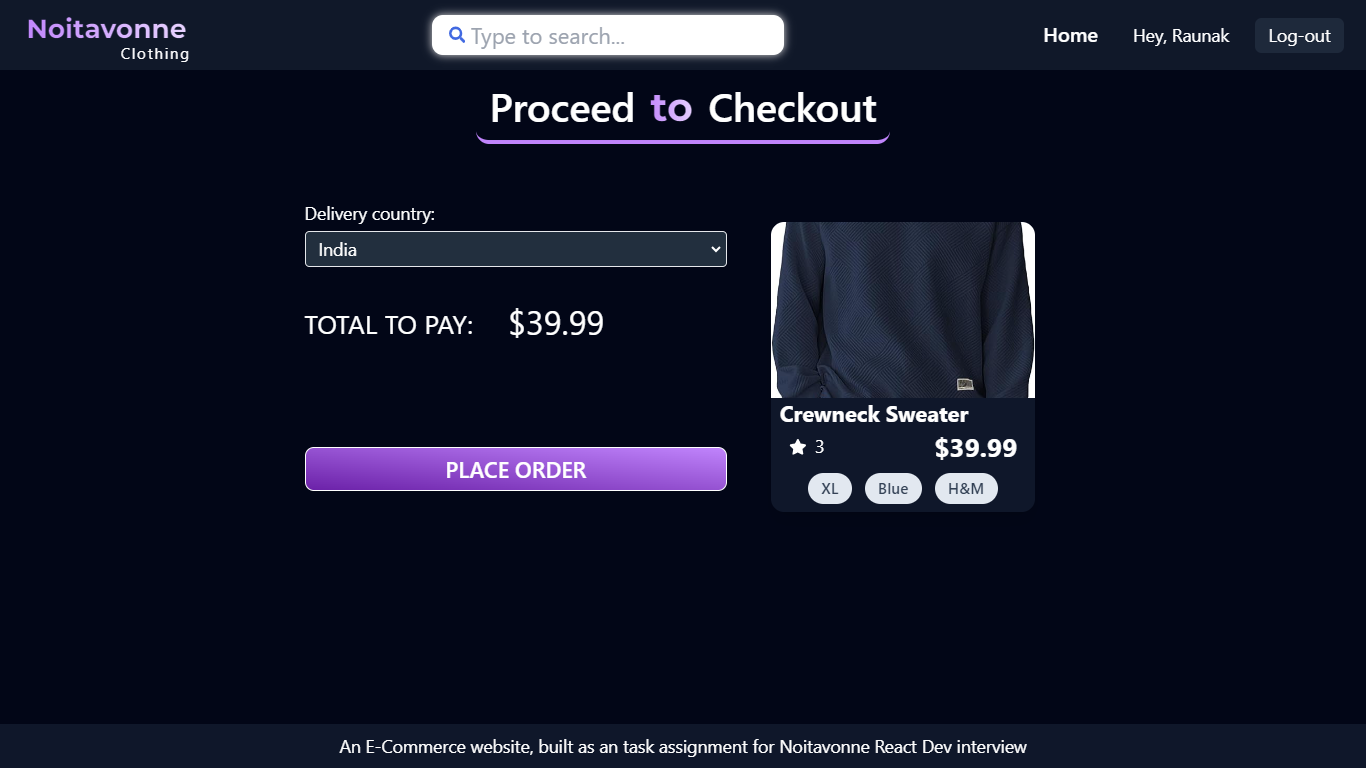 Noitavonne
Clothing
Type to search...
Home
Hey, Raunak
Log-out
Proceed to Checkout
Delivery country:
India
TOTAL TO PAY: $39.99
PLACE ORDER
Crewneck Sweater
3
$39.99
XL
Blue
H&M
An E-Commerce website, built as an task assignment for Noitavonne React Dev interview